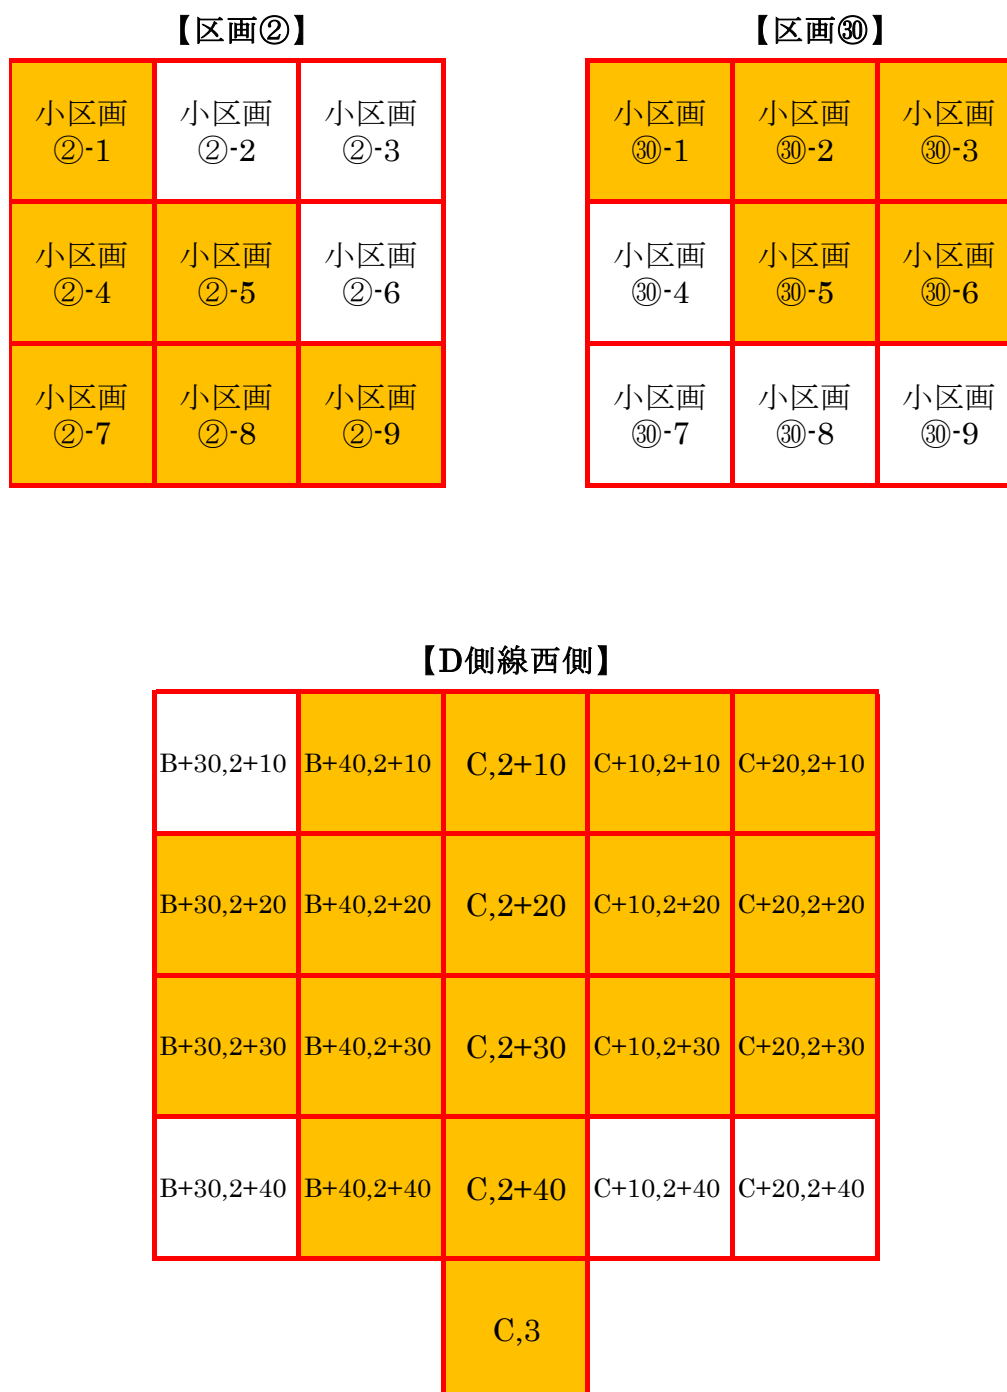 【区画②】
【区画㉚】
小区画
②-1
小区画
②-2
小区画
②-3
小区画
㉚-1
小区画
㉚-2
小区画
㉚-3
小区画
②-4
小区画
②-5
小区画
②-6
小区画
㉚-4
小区画
㉚-5
小区画
㉚-6
小区画
②-7
小区画
②-8
小区画
②-9
小区画
㉚-7
小区画
㉚-8
小区画
㉚-9
【D側線西側】
B+30,2+10
B+40,2+10
C,2+10
C+10,2+10
C+20,2+10
B+30,2+20
B+40,2+20
C,2+20
C+10,2+20
C+20,2+20
B+30,2+30
B+40,2+30
C,2+30
C+10,2+30
C+20,2+30
B+30,2+40
B+40,2+40
C,2+40
C+10,2+40
C+20,2+40
C,3